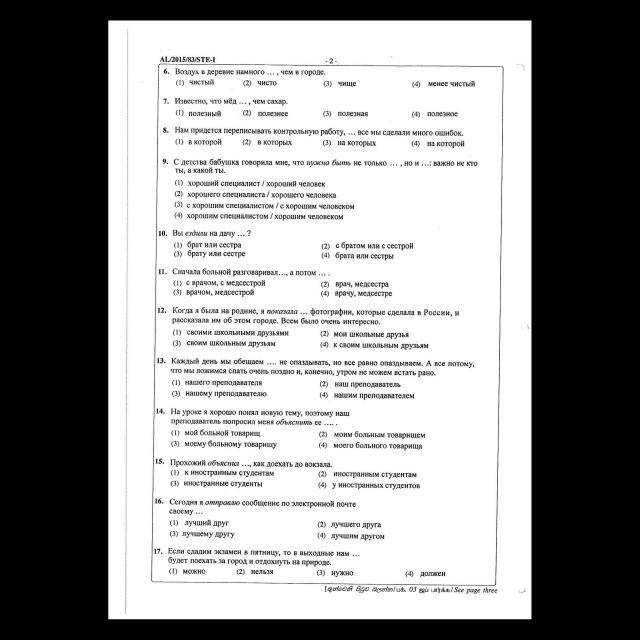 AL/2015/83/STE-I
- 2 -
6. Воздух в деревне намного … , чем в городе.
(1) чистый (2) чисто (3) чище (4) менее чистый
7. Известно, что мёд … , чем сахар.
(1) полезный (2) полезнее (3) полезная (4) полезное
8. Нам придется переписывать контрольную работу, … все мы сделали много ошибок.
(1) в которой (2) в которых (3) на которых (4) на которой
9. С детства бабушка говорила мне, что нужно быть не только … , но и …: важно не кто
ты, а какой ты.
(1) хороший специалист / хороший человек
(2) хорошего специалиста / хорошего человека
(3) с хорошим специалистом / с хорошим человеком
(4) хорошим специалистом / хорошим человеком
10. Вы ездили на дачу … ?
(1) брат или сестра (2) с братом или с сестрой
(3) брату или сестре (4) брата или сестры
11. Сначала больной разговаривал…, а потом … .
(1) с врачом, с медсестрой (2) врач, медсестра
(3) врачом, медсестрой (4) врачу, медсестре
12. Когда я была на родине, я показала … фотографии, которые сделала в России, и
рассказала им об этом городе. Всем было очень интересно.
(1) своими школьными друзьями (2) мои школьные друзья
(3) своим школьным друзьям (4) к своим школьным друзьям
13. Каждый день мы обещаем …. не опаздывать, но все равно опаздываем. А все потому,
что мы ложимся спать очень поздно и, конечно, утром не можем встать рано.
(1) нашего преподавателя (2) наш преподаватель
(3) нашему преподавателю (4) нашим преподавателем
14. На уроке я хорошо понял новую тему, поэтому наш
преподаватель попросил меня объяснить ее …. .
(1) мой больной товарищ (2) моим больным товарищем
(3) моему больному товарищу (4) моего больного товарища
15. Прохожий объяснил …, как доехать до вокзала.
(1) к иностранным студентам (2) иностранным студентам
(3) иностранные студенты (4) у иностранных студентов
16. Сегодня я отправлю сообщение по электронной почте
своему …
(1) лучший друг (2) лучшего друга
(3) лучшему другу (4) лучшим другом
17. Если сдадим экзамен в пятницу, то в выходные нам …
будет поехать за город и отдохнуть на природе.
(1) можно (2) нельзя (3) нужно (4) должен
[තුන්වෙනි පිටුව බලන්න/பக். 03 ஐப் பார்க்க/See page three